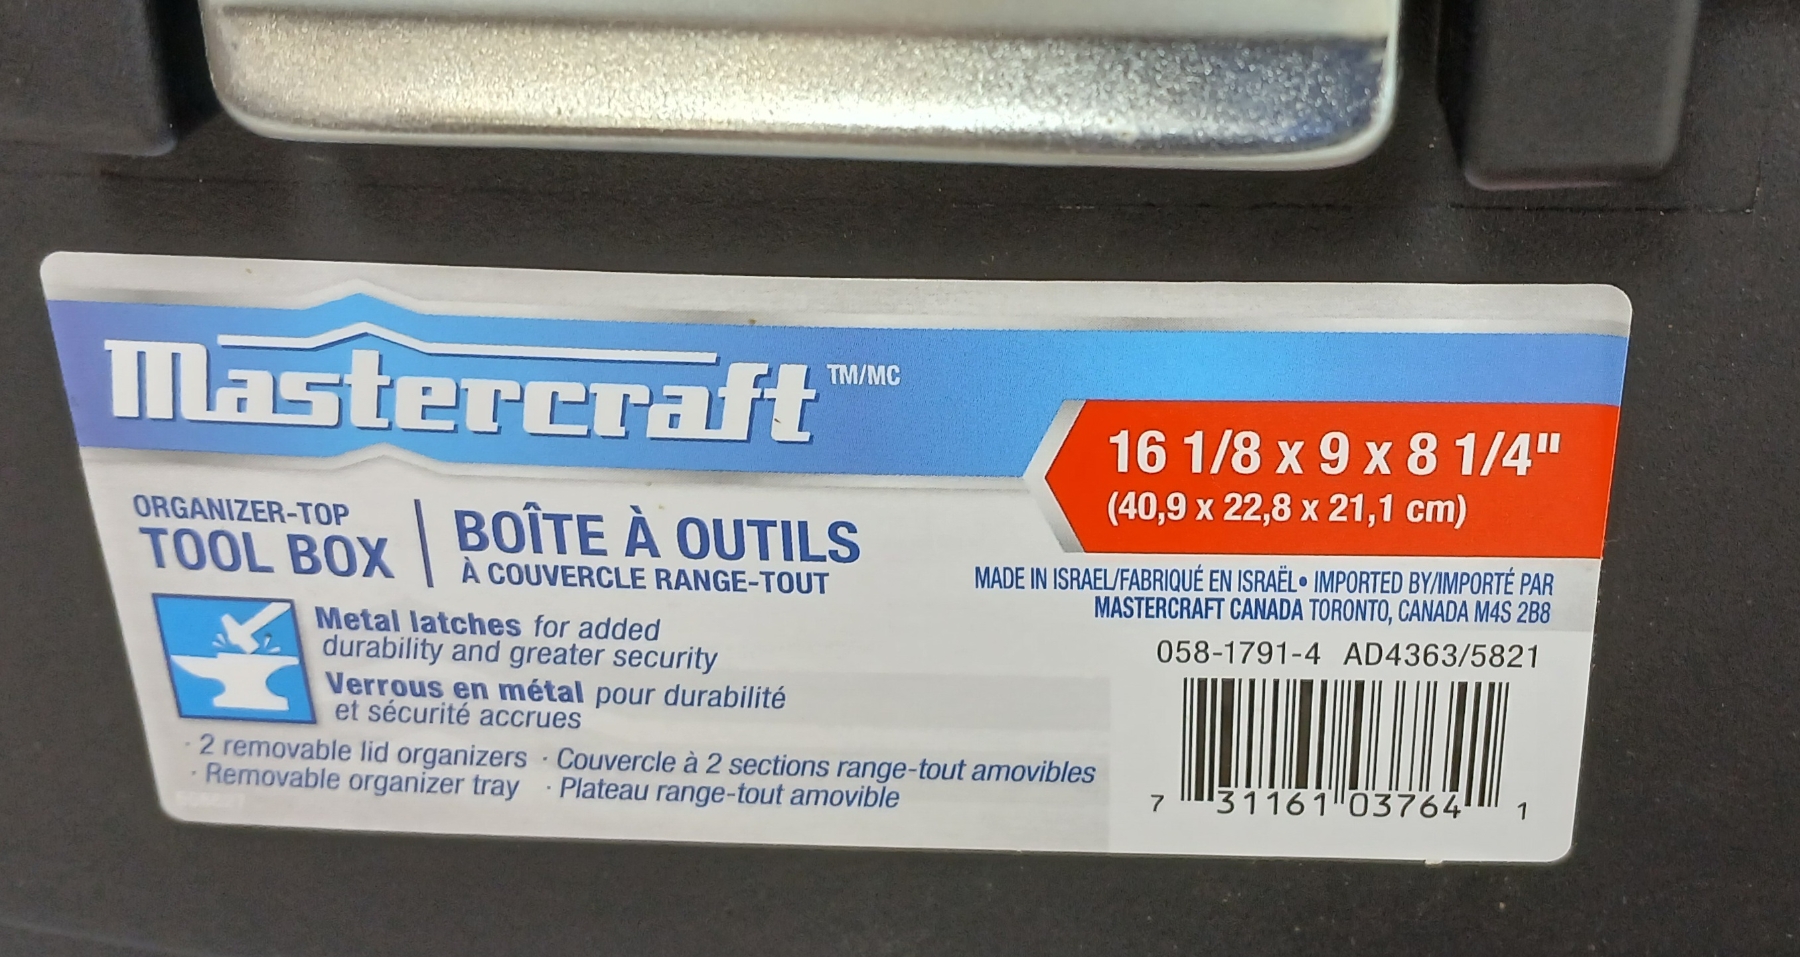 Mastercraft TM/MC
16 1/8 x 9 x 8 1/4"
(40,9 x 22,8 x 21,1 cm)
ORGANIZER-TOP
TOOL BOX
BOÎTE À OUTILS
À COUVERCLE RANGE-TOUT
MADE IN ISRAEL/FABRIQUÉ EN ISRAËL• IMPORTED BY/IMPORTÉ PAR
MASTERCRAFT CANADA TORONTO, CANADA M4S 2B8
Metal latches for added
durability and greater security
Verrous en métal pour durabilité
et sécurité accrues
· 2 removable lid organizers
· Removable organizer tray
· Couvercle à 2 sections range-tout amovibles
· Plateau range-tout amovible
058-1791-4 AD4363/5821
7 31161 03764 1